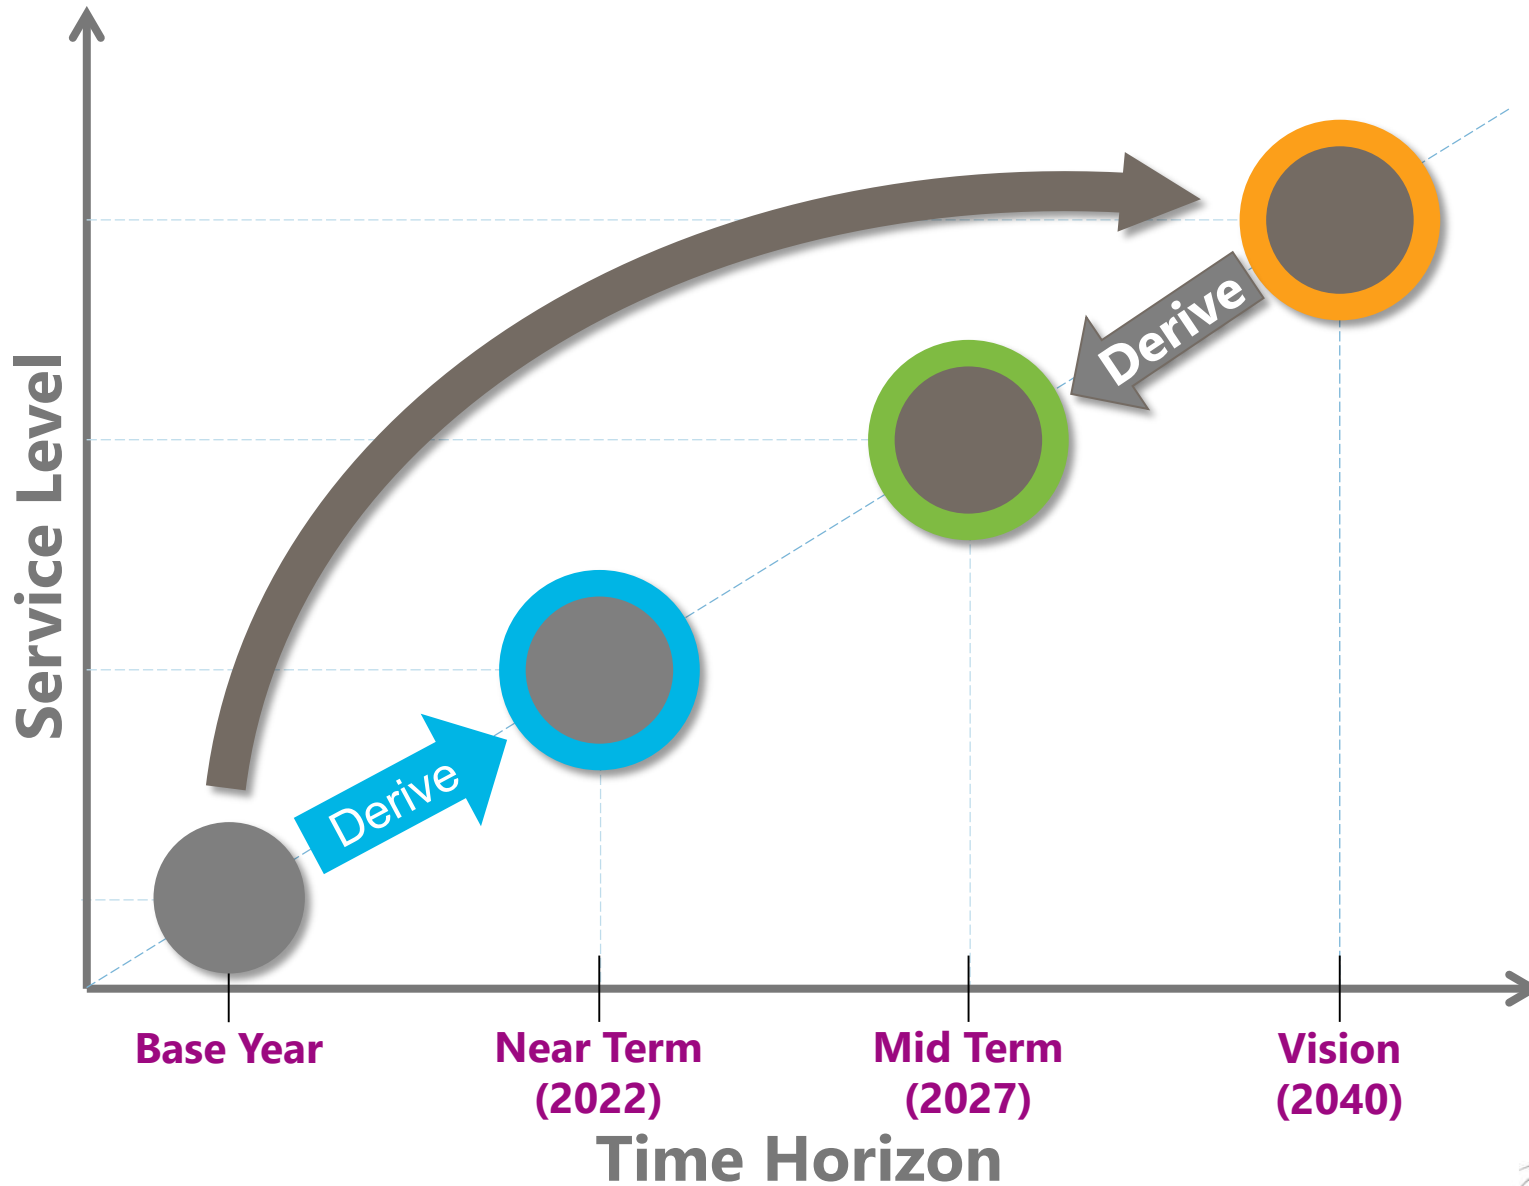 Service Level
Derive
Derive
Base Year
Near Term
(2022)
Mid Term
(2027)
Vision
(2040)
Time Horizon